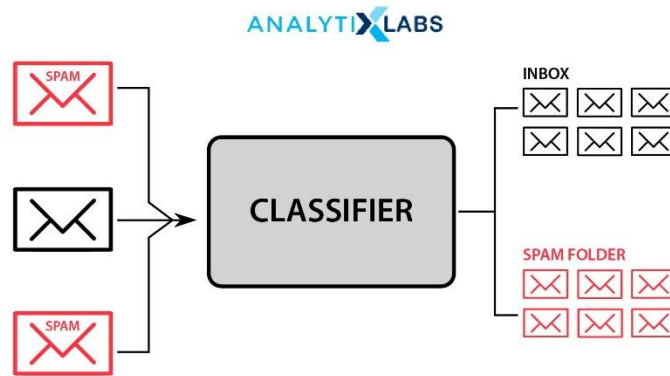 ANALYTIXLABS
SPAM
INBOX
CLASSIFIER
SPAM FOLDER
SPAM